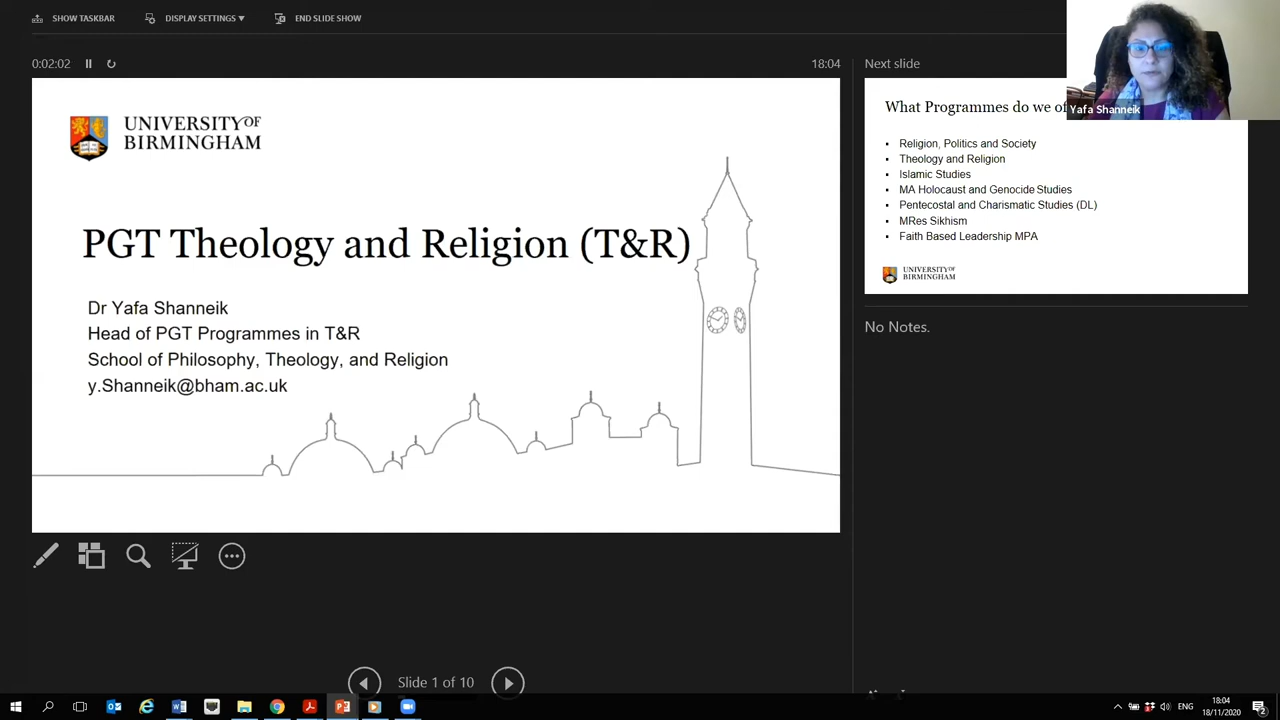 SHOW TASKBAR
DISPLAY SETTINGS ▼
END SLIDE SHOW
0:02:02
18:04
UNIVERSITY OF
BIRMINGHAM
PGT Theology and Religion (T&R)
Dr Yafa Shanneik
Head of PGT Programmes in T&R
School of Philosophy, Theology, and Religion
y.Shanneik@bham.ac.uk
Slide 1 of 10
Next slide
Yafa Shanneik
What Programmes do we
▪ Religion, Politics and Society
▪ Theology and Religion
▪ Islamic Studies
▪ MA Holocaust and Genocide Studies
▪ Pentecostal and Charismatic Studies (DL)
▪ MRes Sikhism
▪ Faith Based Leadership MPA
UNIVERSITY OF
BIRMINGHAM
No Notes.
ENG
18:04
18/11/2020
2